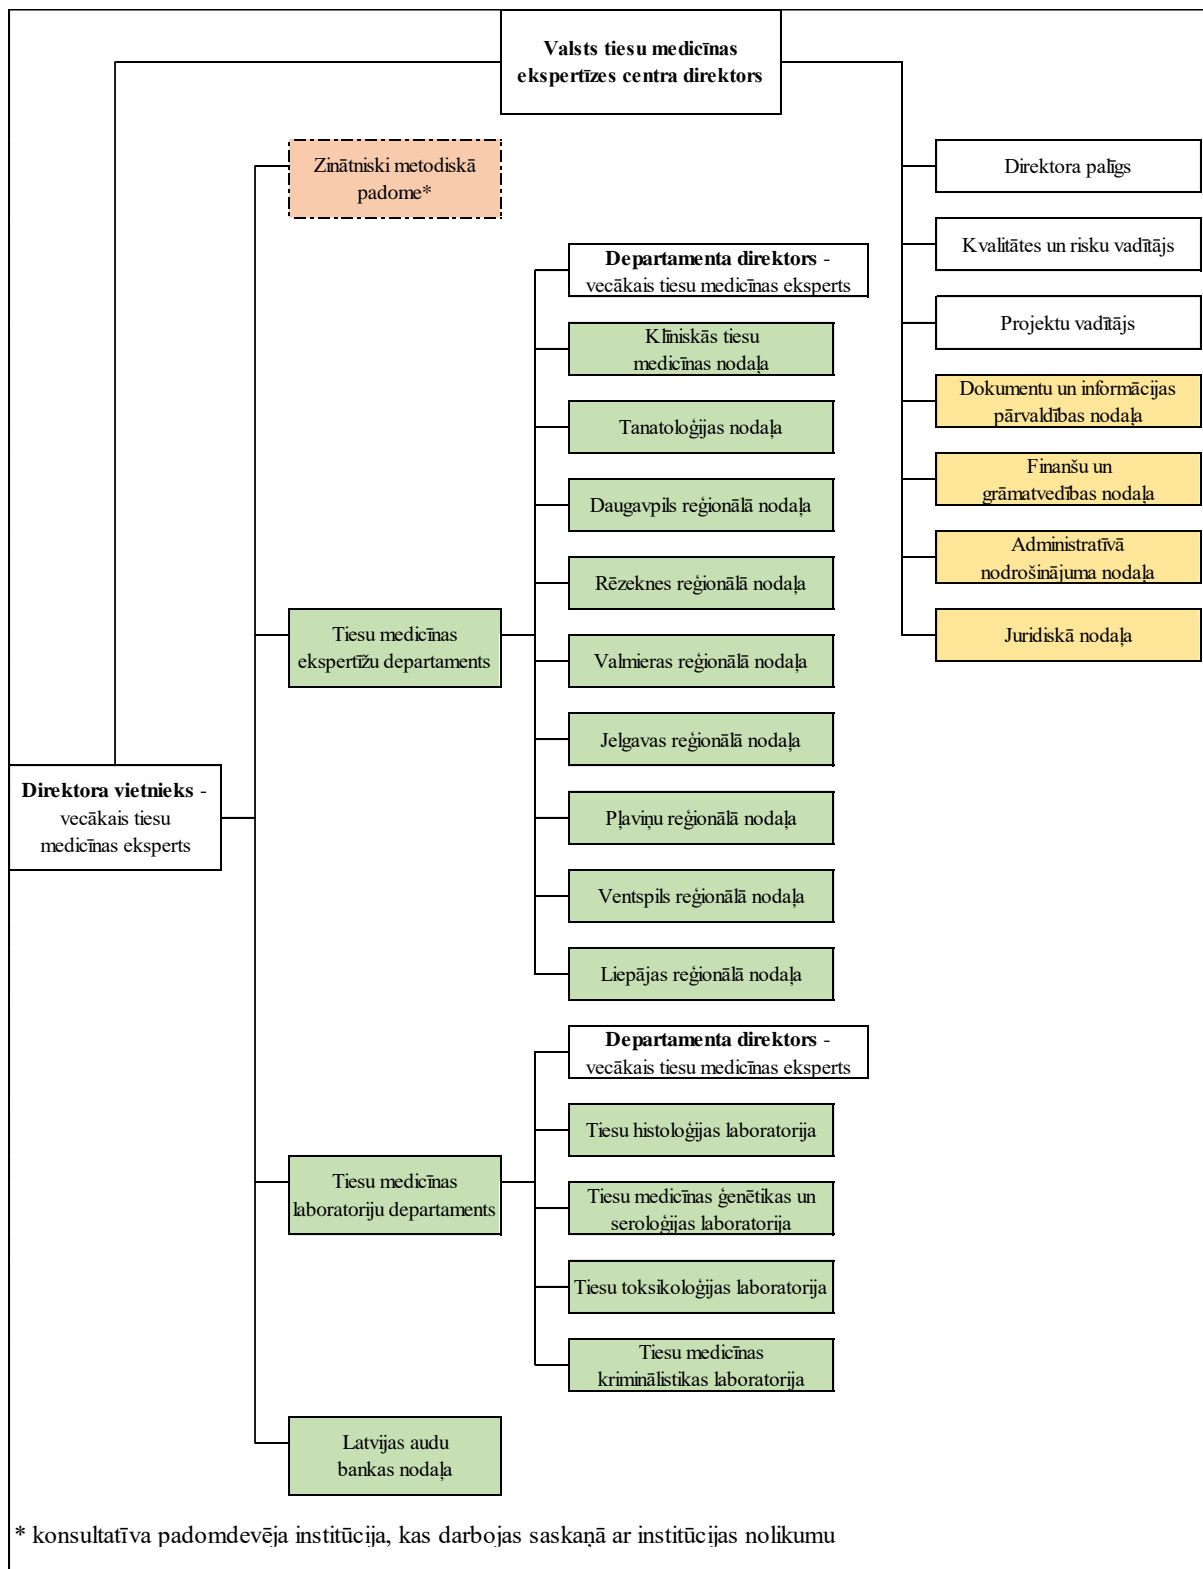 Valsts tiesu medicīnas
ekspertīzes centra direktors
Zinātniski metodiskā
padome*
Direktora palīgs
Kvalitātes un risku vadītājs
Projektu vadītājs
Dokumentu un informācijas
pārvaldības nodaļa
Finanšu un
grāmatvedības nodaļa
Administratīvā
nodrošinājuma nodaļa
Juridiskā nodaļa
Departamenta direktors -
vecākais tiesu medicīnas eksperts
Klīniskās tiesu
medicīnas nodaļa
Tanatoloģijas nodaļa
Daugavpils reģionālā nodaļa
Rēzeknes reģionālā nodaļa
Tiesu medicīnas
ekspertīžu departaments
Valmieras reģionālā nodaļa
Jelgavas reģionālā nodaļa
Direktora vietnieks -
vecākais tiesu
medicīnas eksperts
Pļaviņu reģionālā nodaļa
Ventspils reģionālā nodaļa
Liepājas reģionālā nodaļa
Departamenta direktors -
vecākais tiesu medicīnas eksperts
Tiesu histoloģijas laboratorija
Tiesu medicīnas
laboratoriju departaments
Tiesu medicīnas ģenētikas un
seroloģijas laboratorija
Tiesu toksikoloģijas laboratorija
Tiesu medicīnas
kriminālistikas laboratorija
Latvijas audu
bankas nodaļa
* konsultatīva padomdevēja institūcija, kas darbojas saskaņā ar institūcijas nolikumu